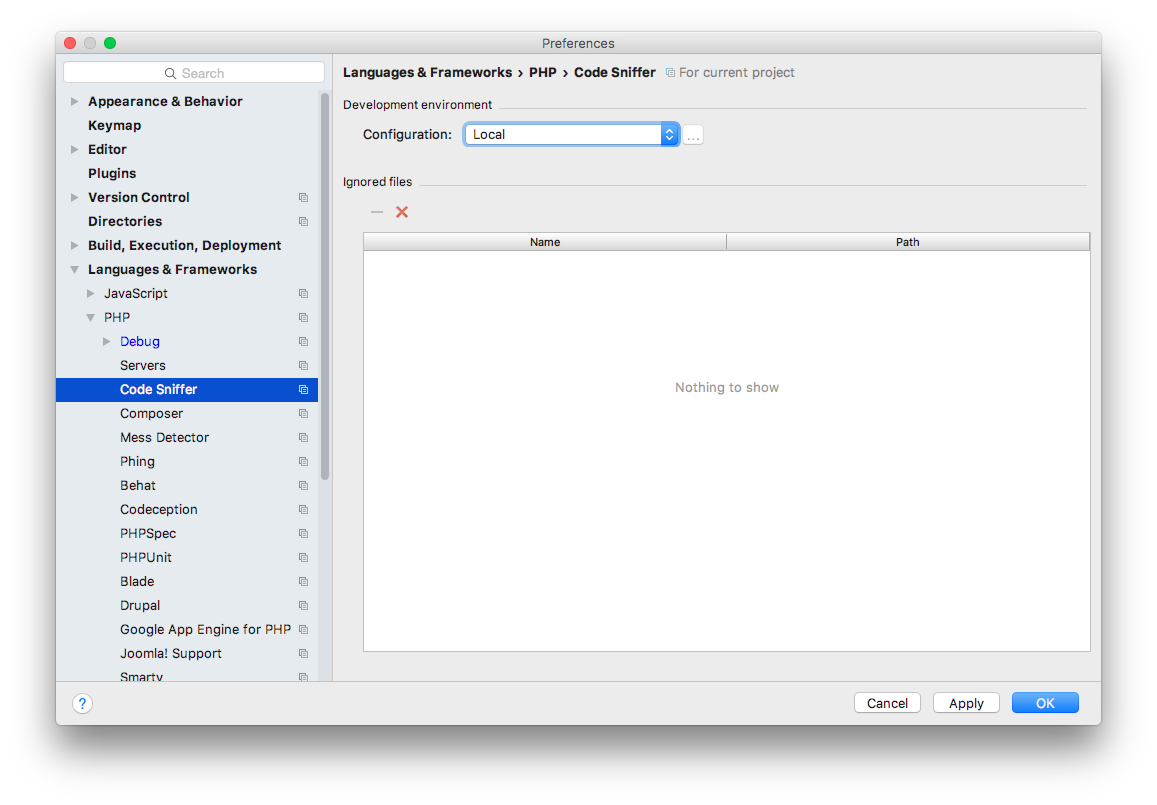 Preferences
Search
Appearance & Behavior
Keymap
Editor
Plugins
Version Control
Directories
Build, Execution, Deployment
Languages & Frameworks
JavaScript
PHP
Debug
Servers
Code Sniffer
Composer
Mess Detector
Phing
Behat
Codeception
PHPSpec
PHPUnit
Blade
Drupal
Google App Engine for PHP
Joomla! Support
Smarty
Languages & Frameworks › PHP › Code Sniffer For current project
Development environment
Configuration: Local ...
Ignored files
Name Path
Nothing to show
? Cancel Apply OK